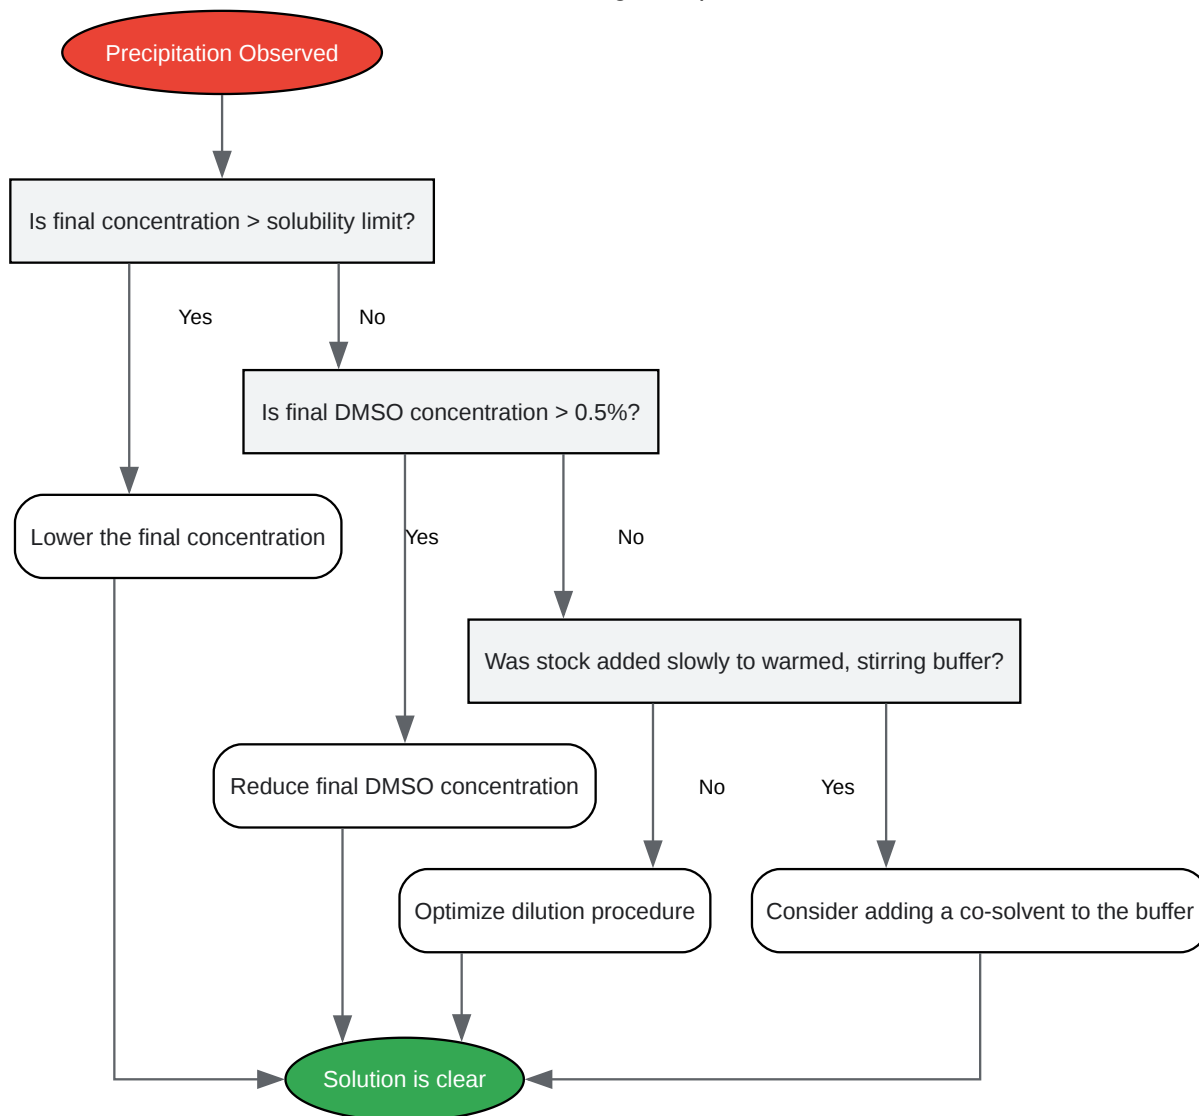 Precipitation Observed
Is final concentration > solubility limit?
Yes
No
Is final DMSO concentration > 0.5%?
Lower the final concentration
Yes
No
Was stock added slowly to warmed, stirring buffer?
Reduce final DMSO concentration
No
Yes
Optimize dilution procedure
Consider adding a co-solvent to the buffer
Solution is clear